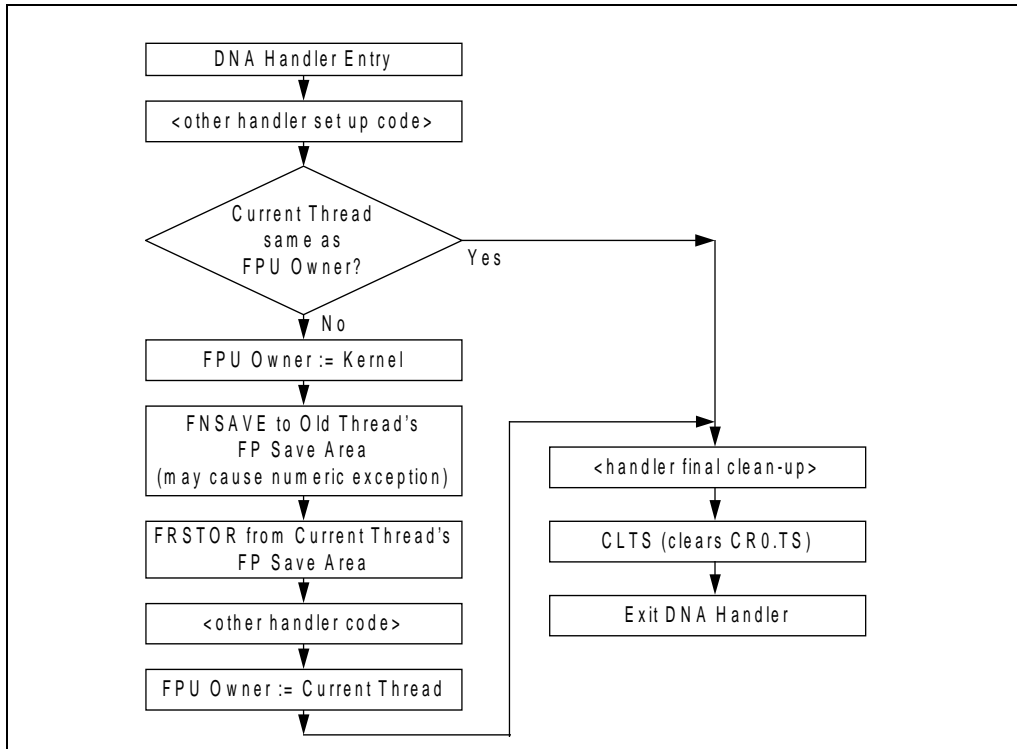 DNA Handler Entry
<other handler set up code>
Current Thread
same as
FPU Owner?
Yes
No
FPU Owner := Kernel
FNSAVE to Old Thread's
FP Save Area
(may cause numeric exception)
FRSTOR from Current Thread's
FP Save Area
<other handler code>
FPU Owner := Current Thread
<handler final clean-up>
CLTS (clears CR0.TS)
Exit DNA Handler